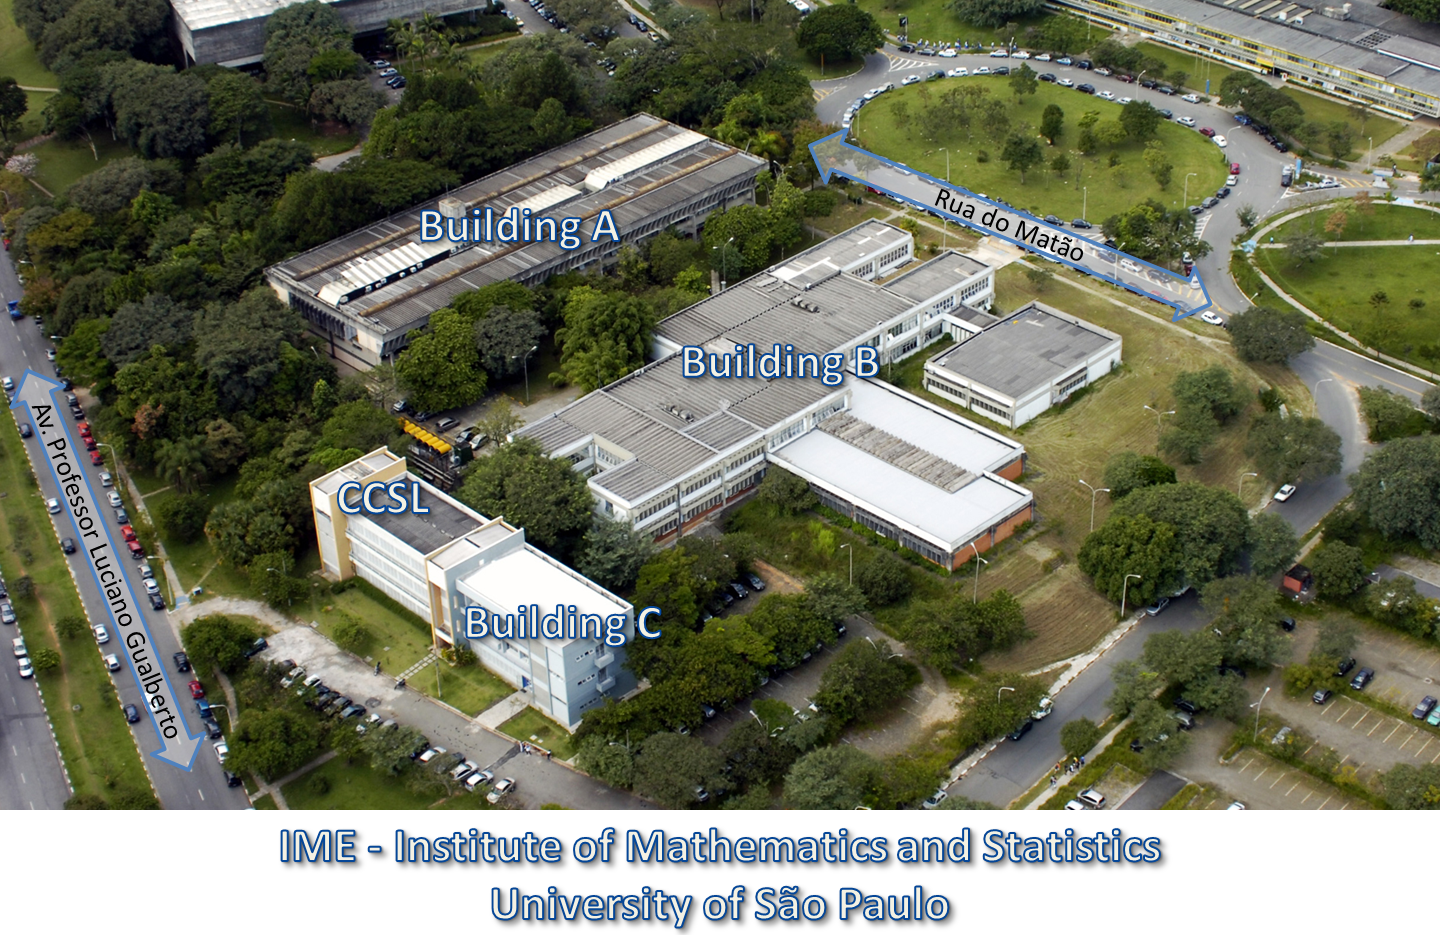 Building A
Rua do Matão
Building B
Av. Professor Luciano Gualberto
CCSL
Building C
IME - Institute of Mathematics and Statistics
University of São Paulo